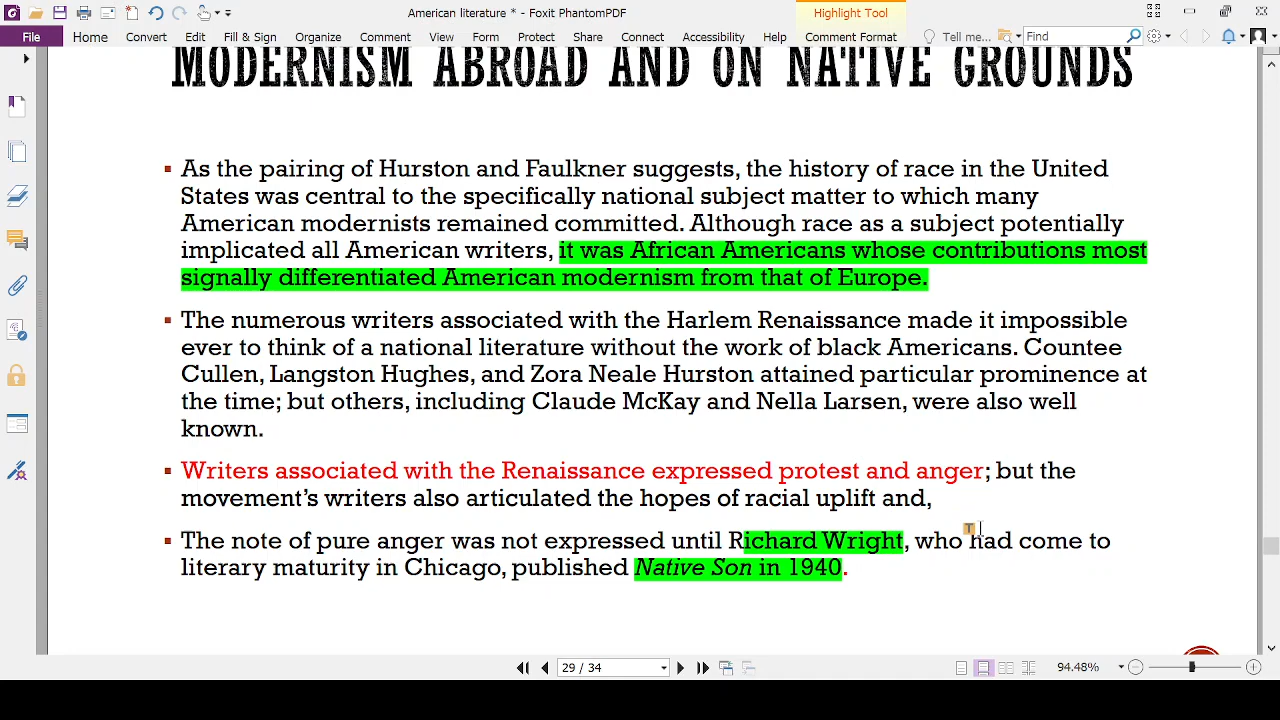 American literature * - Foxit PhantomPDF
Highlight Tool
File Home Convert Edit Fill & Sign Organize Comment View Form Protect Share Connect Accessibility Help Comment Format Tell me... Find
MODERNISM ABROAD AND ON NATIVE GROUNDS
▪ As the pairing of Hurston and Faulkner suggests, the history of race in the United
States was central to the specifically national subject matter to which many
American modernists remained committed. Although race as a subject potentially
implicated all American writers, it was African Americans whose contributions most
signally differentiated American modernism from that of Europe.
▪ The numerous writers associated with the Harlem Renaissance made it impossible
ever to think of a national literature without the work of black Americans. Countee
Cullen, Langston Hughes, and Zora Neale Hurston attained particular prominence at
the time; but others, including Claude McKay and Nella Larsen, were also well
known.
▪ Writers associated with the Renaissance expressed protest and anger; but the
movement's writers also articulated the hopes of racial uplift and,
▪ The note of pure anger was not expressed until Richard Wright, who had come to
literary maturity in Chicago, published Native Son in 1940.
29 / 34
94.48%